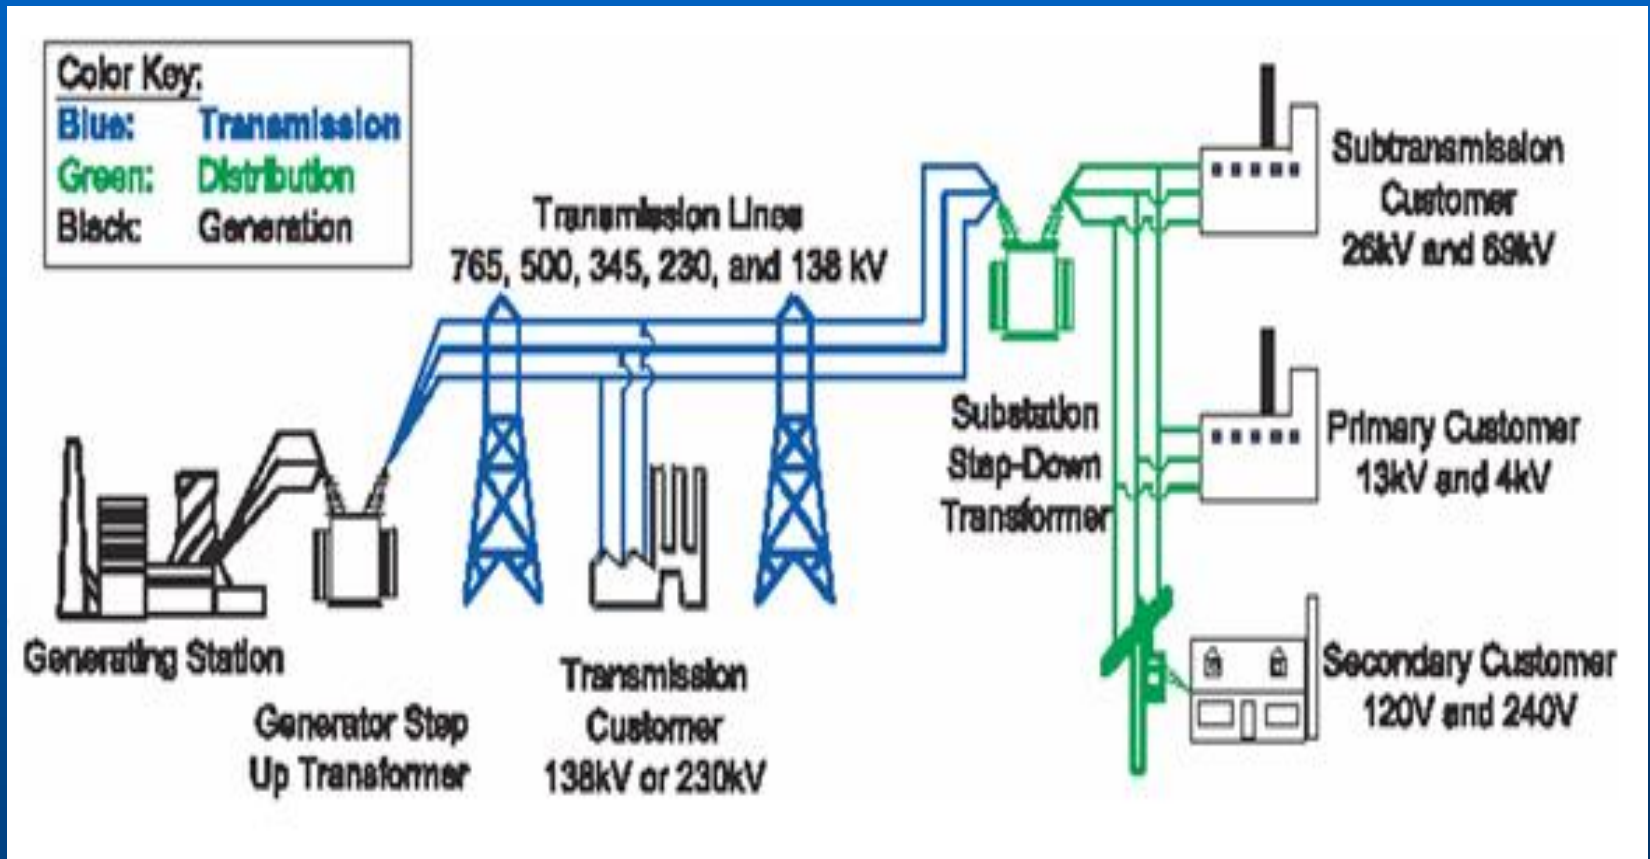 Color Key:
Blue: Transmission
Green: Distribution
Black: Generation
Transmission Lines
765, 500, 345, 230, and 138 kV
Subtransmission
Customer
26kV and 69kV
Substation
Step-Down
Transformer
Primary Customer
13kV and 4kV
Generating Station
Generator Step
Up Transformer
Transmission
Customer
138kV or 230kV
Secondary Customer
120V and 240V